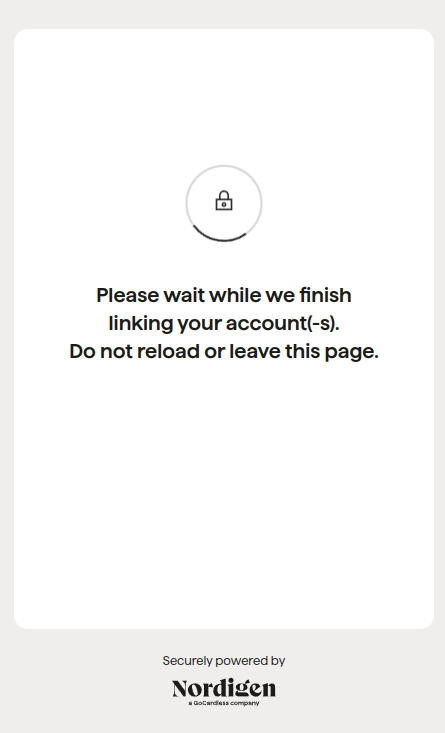 Please wait while we finish
linking your account(-s).
Do not reload or leave this page.
Securely powered by
Nordigen
a GoCardless company